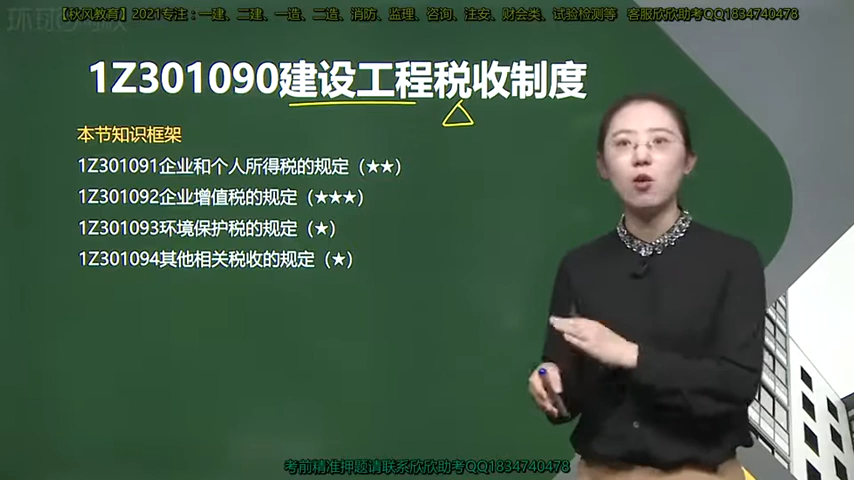 【秋风教育】2021专注：一建、二建、一造、二造、消防、监理、咨询、注安、财会类、试验检测等 客服欣欣助考QQ1834740478
1Z301090建设工程税收制度
本节知识框架
1Z301091企业和个人所得税的规定（★★）
1Z301092企业增值税的规定（★★★）
1Z301093环境保护税的规定（★）
1Z301094其他相关税收的规定（★）
考前精准押题请联系欣欣助考QQ1834740478